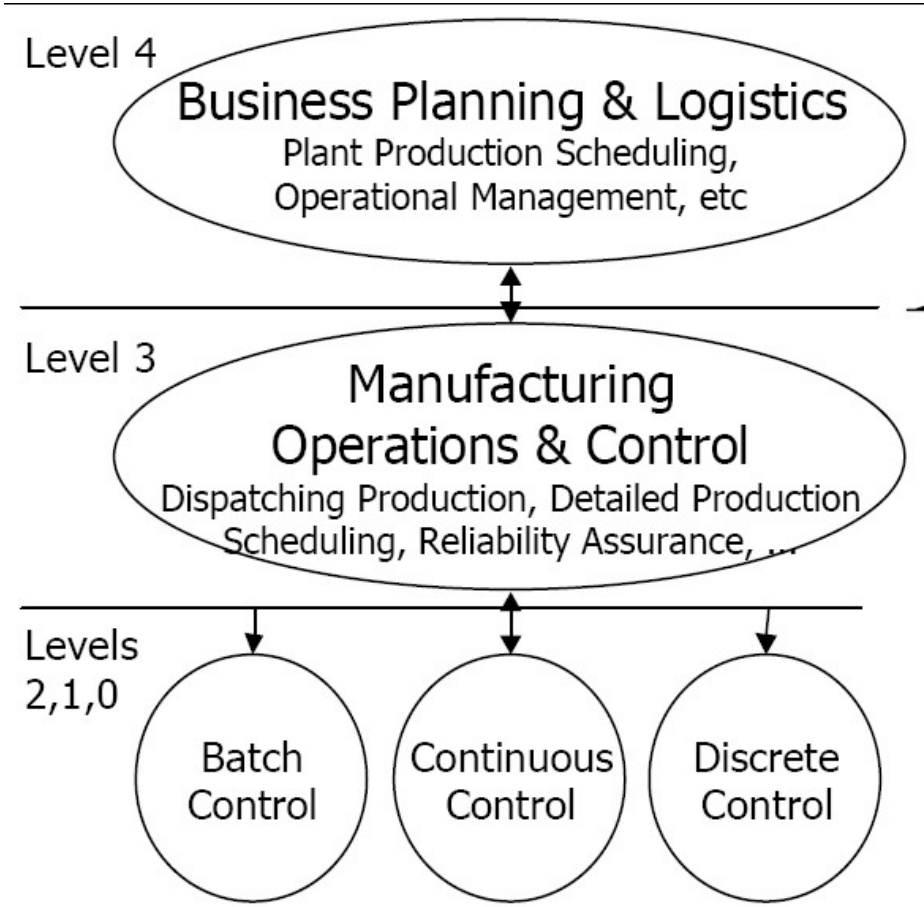 Level 4
Business Planning & Logistics
Plant Production Scheduling,
Operational Management, etc
Level 3
Manufacturing
Operations & Control
Dispatching Production, Detailed Production
Scheduling, Reliability Assurance, ...
Levels
2,1,0
Batch
Control
Continuous
Control
Discrete
Control